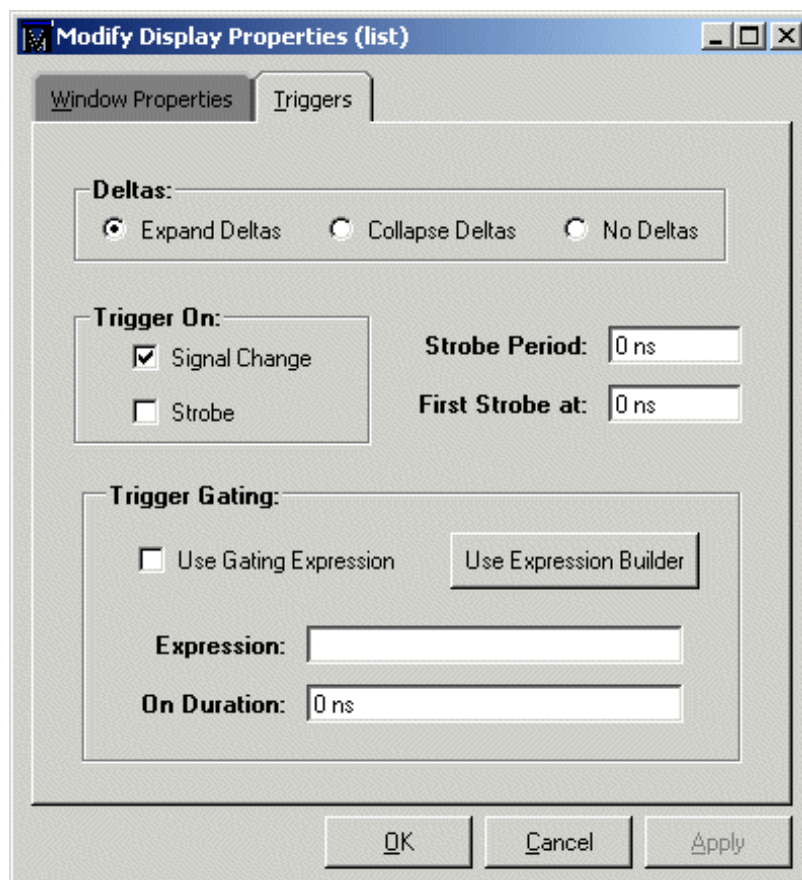 Modify Display Properties (list)
Window Properties
Triggers
Deltas:
Expand Deltas
Collapse Deltas
No Deltas
Trigger On:
Signal Change
Strobe
Strobe Period: 0 ns
First Strobe at: 0 ns
Trigger Gating:
Use Gating Expression
Use Expression Builder
Expression:
On Duration: 0 ns
OK
Cancel
Apply